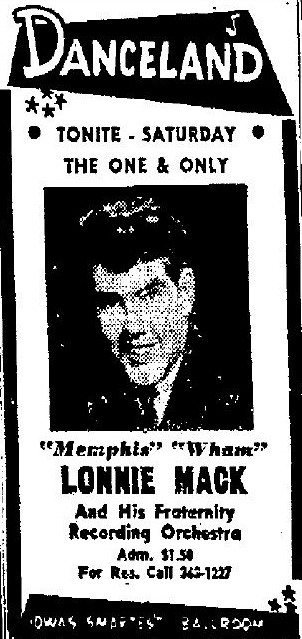 DANCELAND
• TONITE - SATURDAY •
THE ONE & ONLY
"Memphis" "Wham"
LONNIE MACK
And His Fraternity
Recording Orchestra
Adm. $1.50
For Res. Call 363-1227
IOWAS SMARTEST BALLROOM